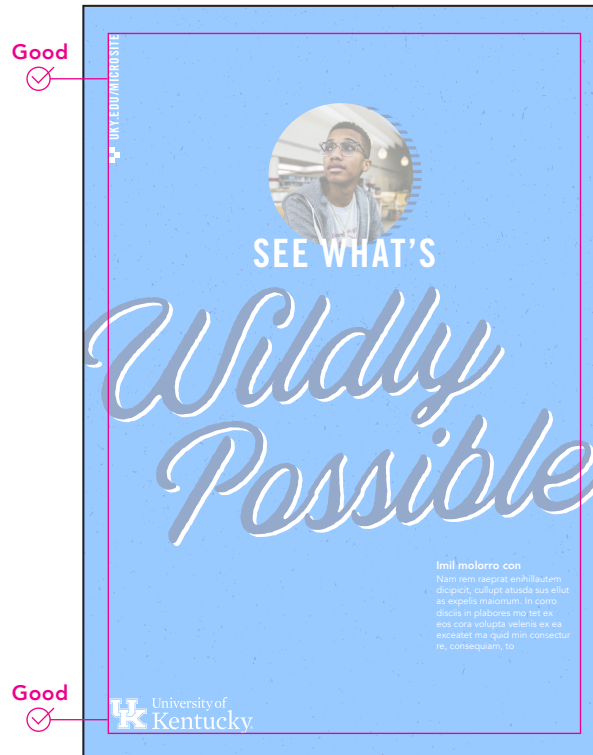 Good
UKY.EDU/MICROSITE
SEE WHAT'S
Wildly
Possible
Imil molorro con
Nam rem raeprat enihillautem
dicipicit, cullupt atusda sus ellut
as expelis maiorrum. In corro
disciis in plabores mo tet ex
eos cora volupta velenis ex ea
exceatet ma quid min consectur
re, consequiam, to
Good
UK University of
Kentucky